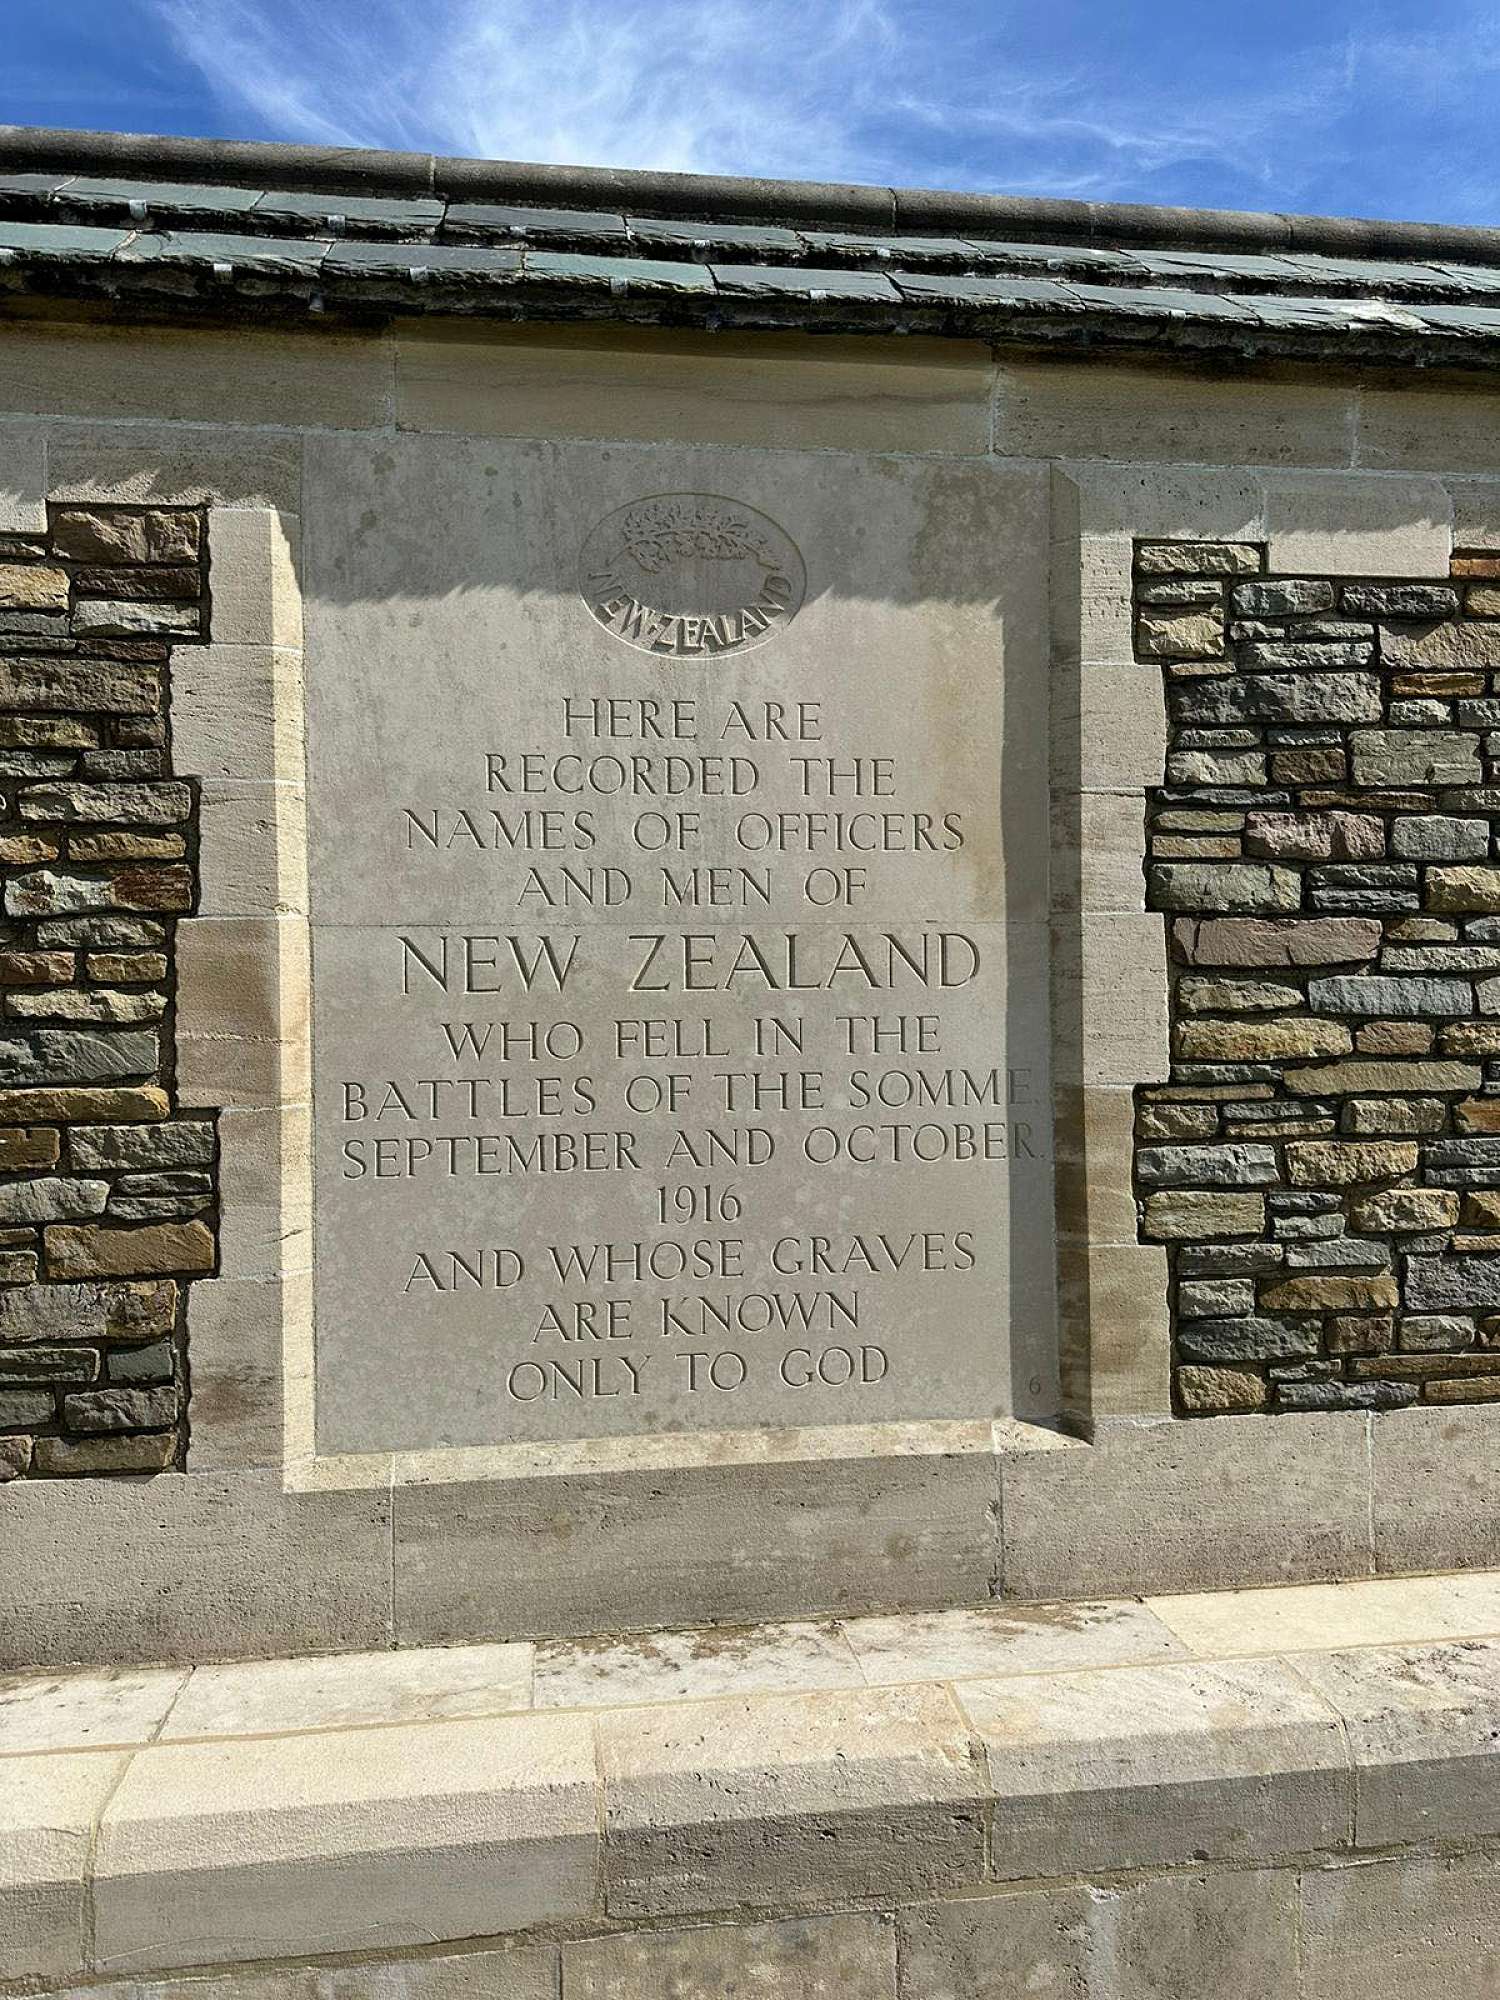 NEW-ZEALAND
HERE ARE
RECORDED THE
NAMES OF OFFICERS
AND MEN OF
NEW ZEALAND
WHO FELL IN THE
BATTLES OF THE SOMME.
SEPTEMBER AND OCTOBER.
1916
AND WHOSE GRAVES
ARE KNOWN
ONLY TO GOD
6